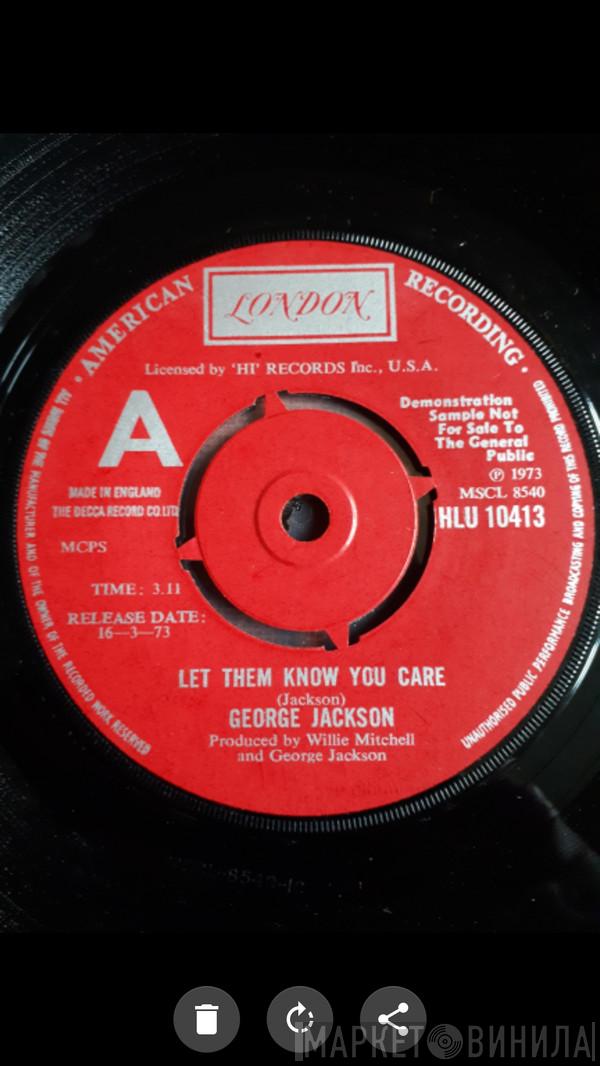 · AMERICAN RECORDING ·
LONDON
Licensed by 'HI' RECORDS Inc., U.S.A.
A
Demonstration
Sample Not
For Sale To
The General
Public
℗ 1973
MSCL 8540
HLU 10413
MADE IN ENGLAND
THE DECCA RECORD CO. LTD.
MCPS
TIME: 3.11
RELEASE DATE:
16—3—73
LET THEM KNOW YOU CARE
(Jackson)
GEORGE JACKSON
Produced by Willie Mitchell
and George Jackson
ALL RIGHTS OF THE MANUFACTURER AND OF THE OWNER OF THE RECORDED WORK RESERVED
UNAUTHORISED PUBLIC PERFORMANCE BROADCASTING AND COPYING OF THIS RECORD PROHIBITED
МАРКЕТ ВИНИЛА